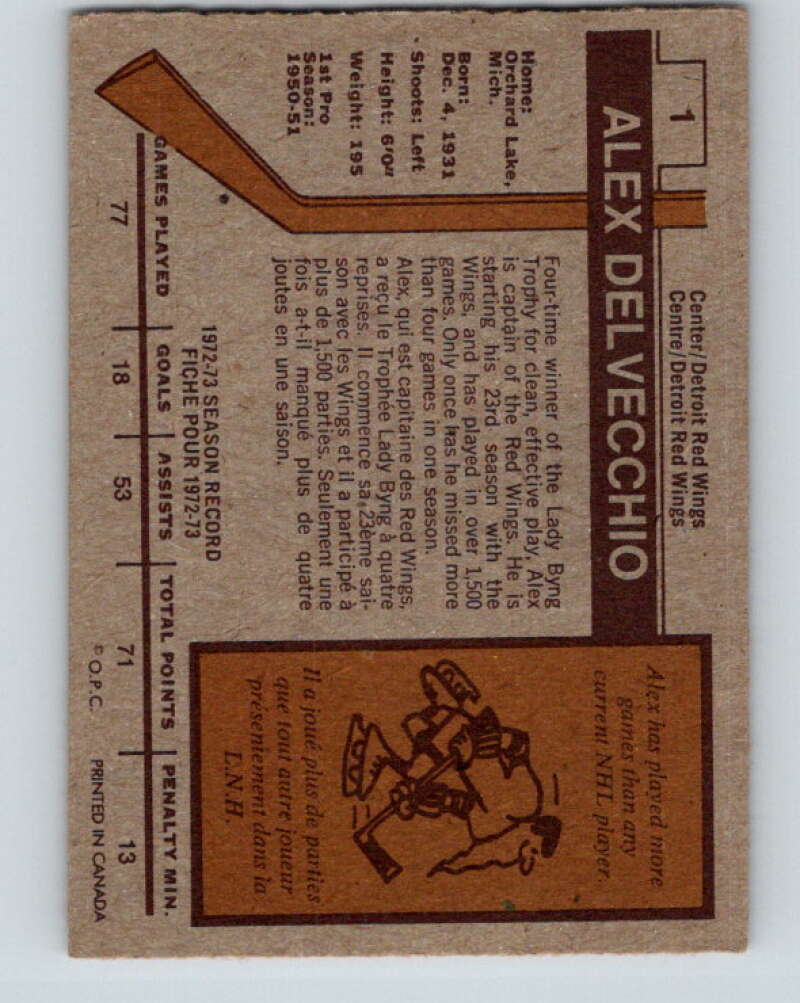 1
Center/Detroit Red Wings
Centre/Detroit Red Wings
ALEX DELVECCHIO
Home:
Orchard Lake,
Mich.
Born:
Dec. 4, 1931
Shoots: Left
Height: 6'0"
Weight: 195
1st Pro
Season:
1950-51
Four-time winner of the Lady Byng
Trophy for clean, effective play, Alex
is captain of the Red Wings. He is
starting his 23rd season with the
Wings, and has played in over 1,500
games. Only once has he missed more
than four games in one season.
Alex, qui est capitaine des Red Wings,
a reçu le Trophée Lady Byng à quatre
reprises. Il commence sa 23ème sai-
son avec les Wings et il a participé à
plus de 1,500 parties. Seulement une
fois a-t-il manqué plus de quatre
joutes en une saison.
Alex has played more
games than any
current NHL player.
Il a joué plus de parties
que tout autre joueur
présentement dans la
L.N.H.
1972-73 SEASON RECORD
FICHE POUR 1972-73
GAMES PLAYED GOALS ASSISTS TOTAL POINTS PENALTY MIN.
77 18 53 71 13
© O.P.C. PRINTED IN CANADA